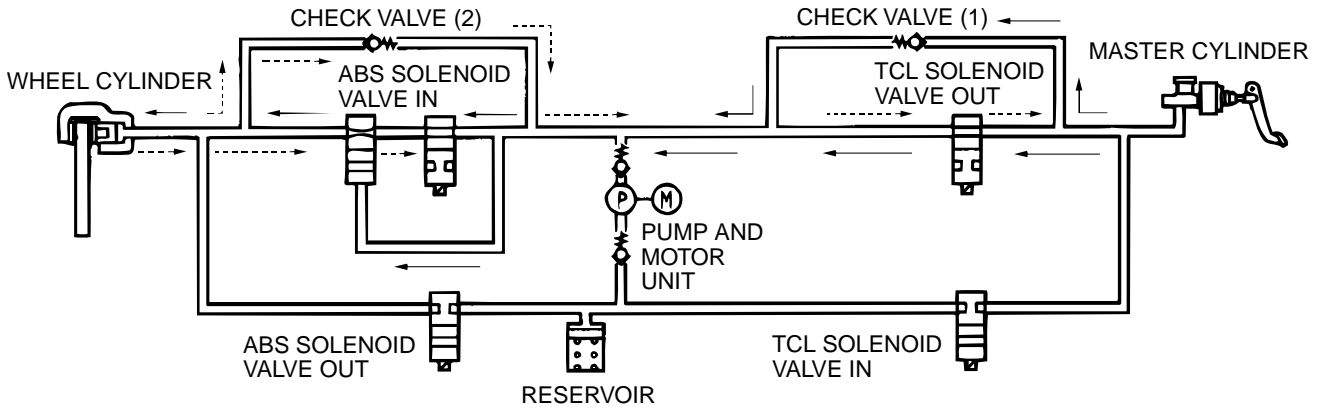 CHECK VALVE (2)
CHECK VALVE (1)
MASTER CYLINDER
WHEEL CYLINDER
ABS SOLENOID
VALVE IN
TCL SOLENOID
VALVE OUT
P
M
PUMP AND
MOTOR
UNIT
ABS SOLENOID
VALVE OUT
RESERVOIR
TCL SOLENOID
VALVE IN